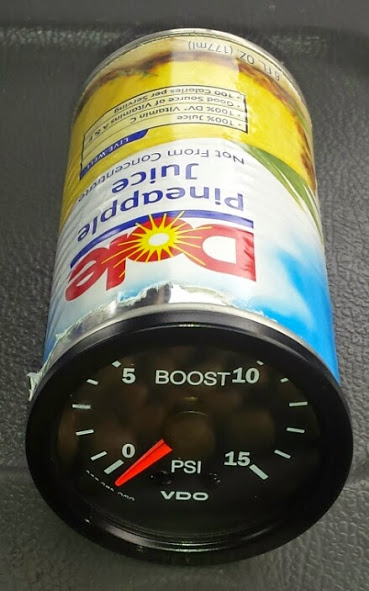 Dole
Pineapple
Juice
Not From Concentrate
LIVE WELL
• 100% Juice
• 100% DV* Vitamin C
• Good Source of Vitamins A & E
• 100 Calories per Serving
6 FL. OZ (177ml)
5 BOOST 10
0 PSI 15
VDO